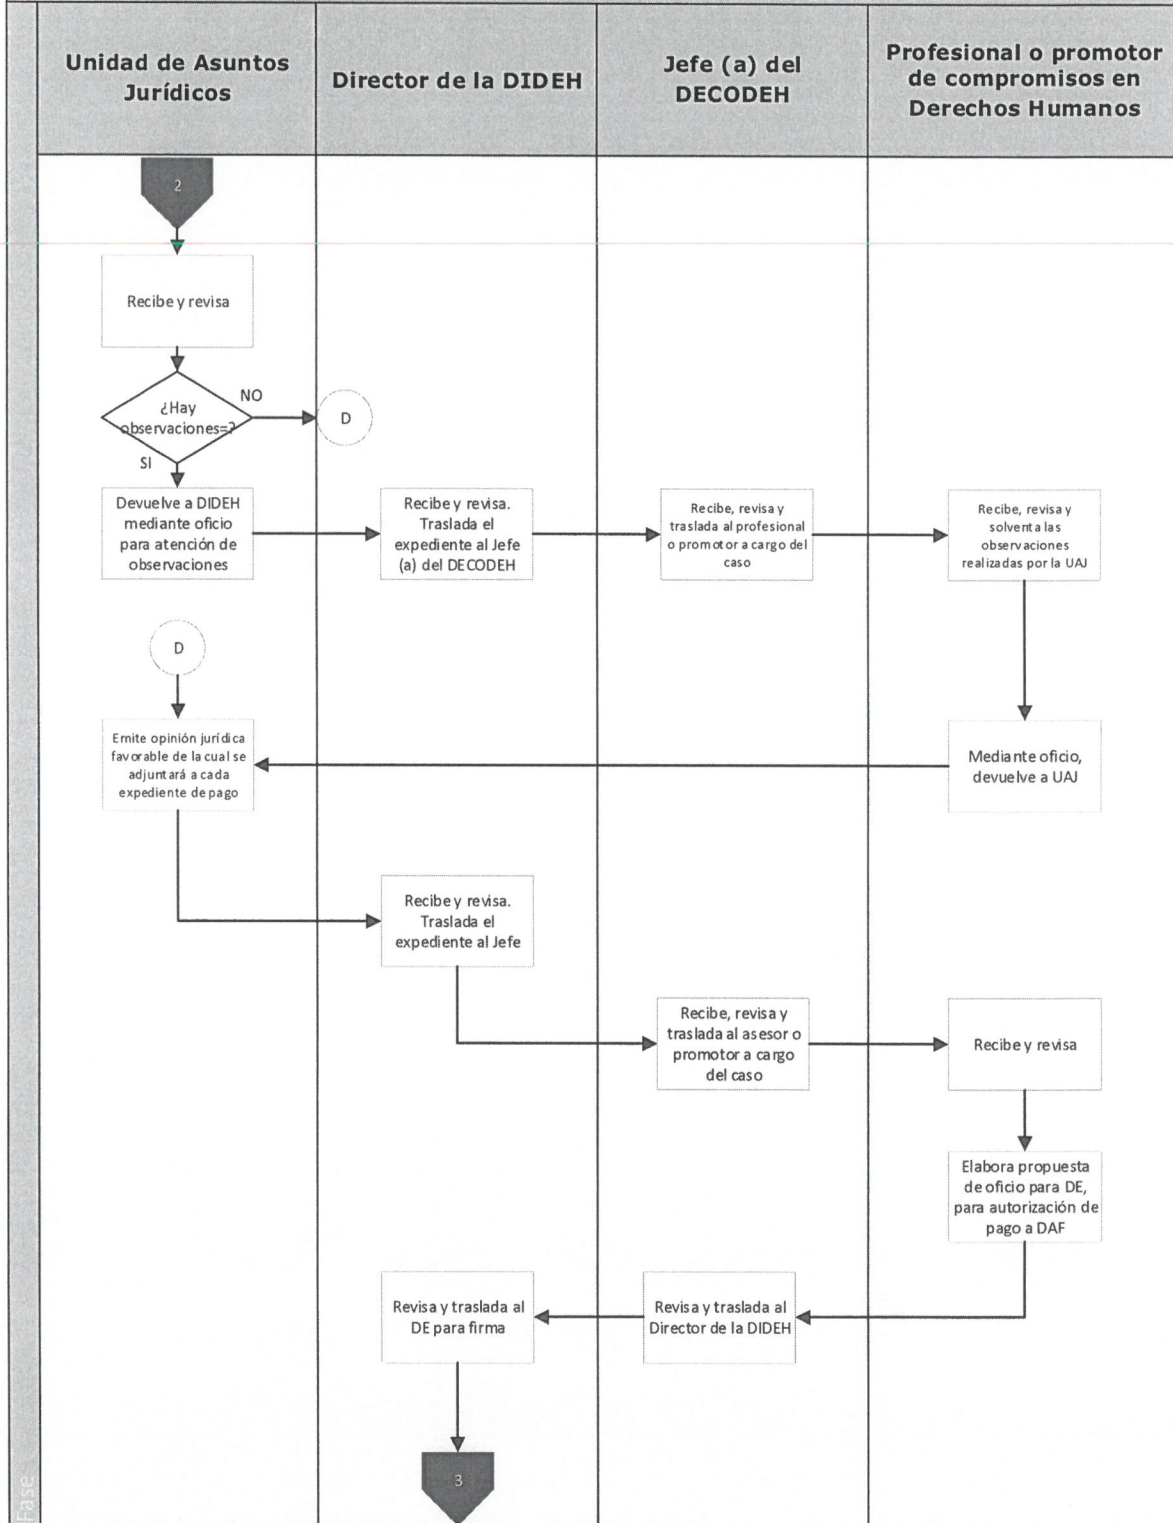 Unidad de Asuntos
Jurídicos
Director de la DIDEH
Jefe (a) del
DECODEH
Profesional o promotor
de compromisos en
Derechos Humanos
2
Recibe y revisa
¿Hay
observaciones=?
NO
D
SI
Devuelve a DIDEH
mediante oficio
para atención de
observaciones
Recibe y revisa.
Traslada el
expediente al Jefe
(a) del DECODEH
Recibe, revisa y
traslada al profesional
o promotor a cargo del
caso
Recibe, revisa y
solventa las
observaciones
realizadas por la UAJ
D
Emite opinión jurídica
favorable de la cual se
adjuntará a cada
expediente de pago
Mediante oficio,
devuelve a UAJ
Recibe y revisa.
Traslada el
expediente al Jefe
Recibe, revisa y
traslada al asesor o
promotor a cargo
del caso
Recibe y revisa
Elabora propuesta
de oficio para DE,
para autorización de
pago a DAF
Revisa y traslada al
DE para firma
Revisa y traslada al
Director de la DIDEH
3
Fase